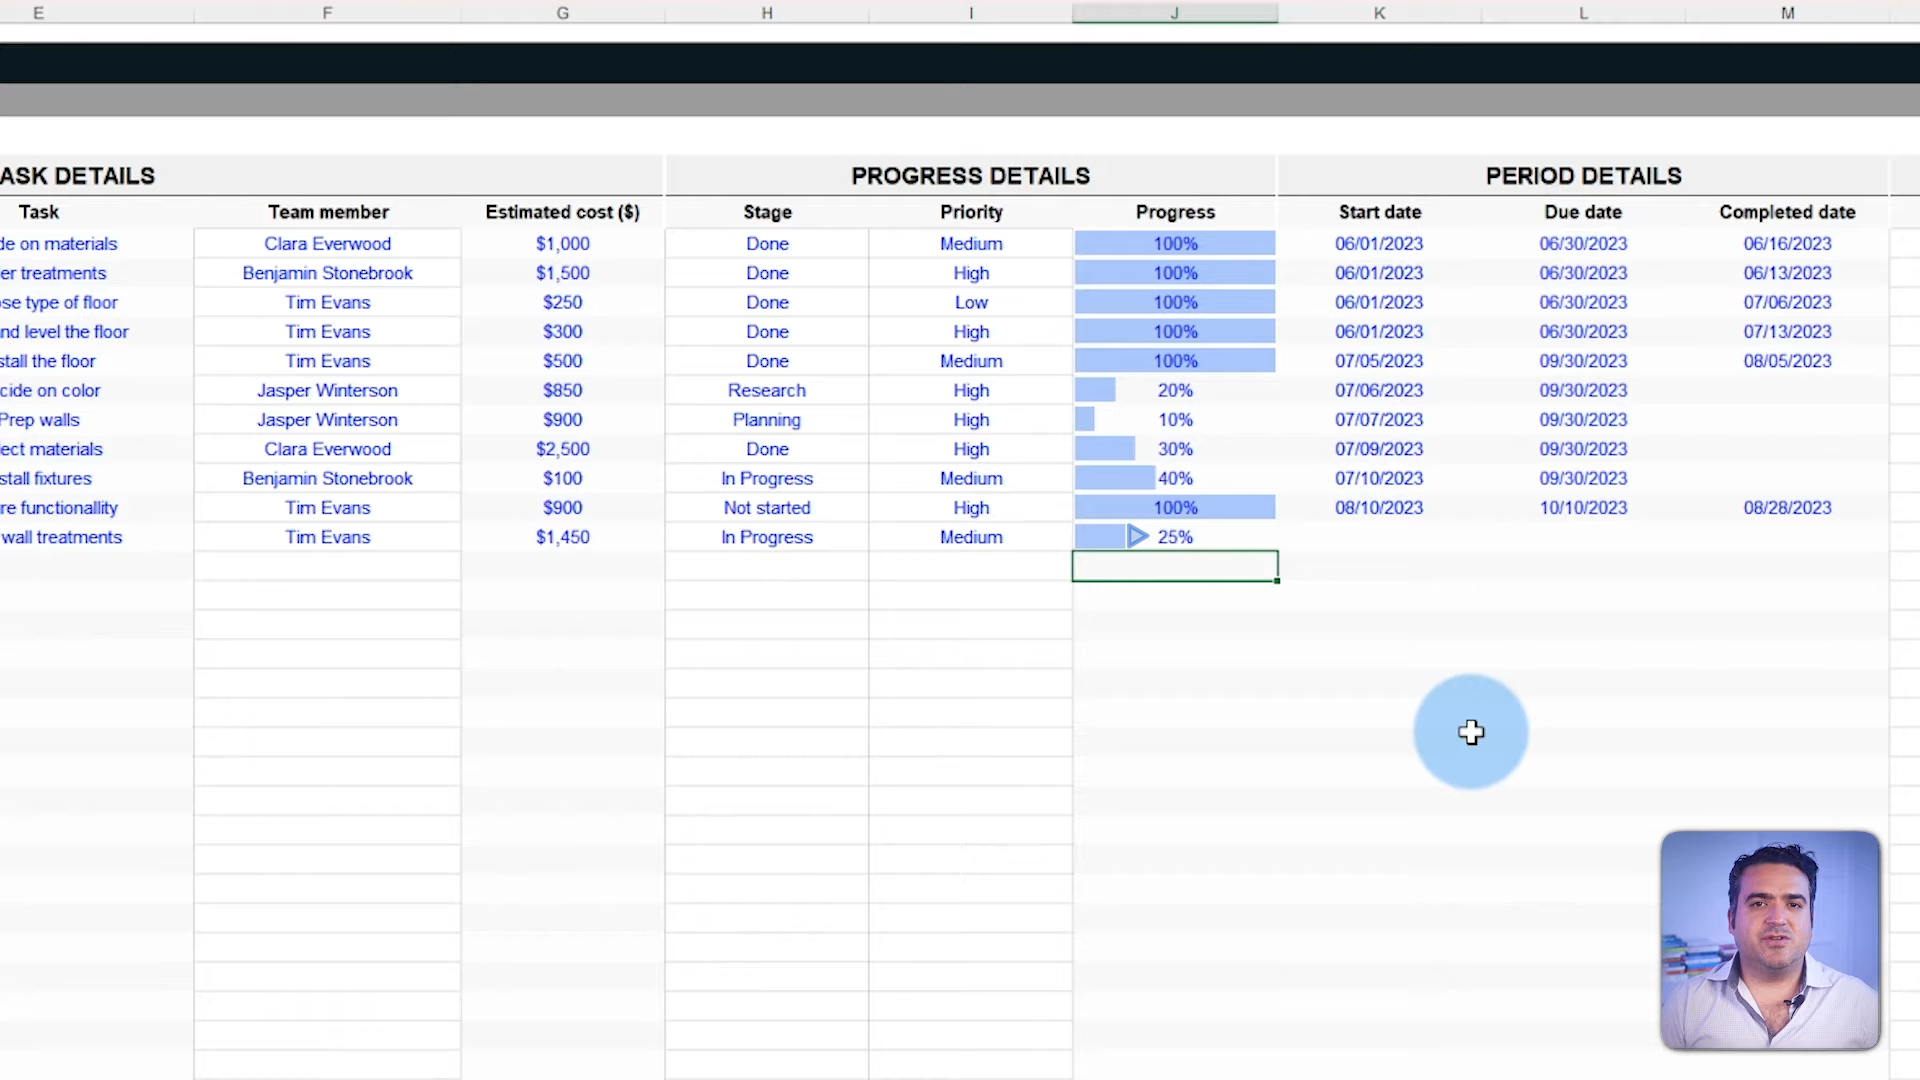 E F G H I J K L M
ASK DETAILS PROGRESS DETAILS PERIOD DETAILS
Task Team member Estimated cost ($) Stage Priority Progress Start date Due date Completed date
de on materials Clara Everwood $1,000 Done Medium 100% 06/01/2023 06/30/2023 06/16/2023
er treatments Benjamin Stonebrook $1,500 Done High 100% 06/01/2023 06/30/2023 06/13/2023
ose type of floor Tim Evans $250 Done Low 100% 06/01/2023 06/30/2023 07/06/2023
nd level the floor Tim Evans $300 Done High 100% 06/01/2023 06/30/2023 07/13/2023
stall the floor Tim Evans $500 Done Medium 100% 07/05/2023 09/30/2023 08/05/2023
cide on color Jasper Winterson $850 Research High 20% 07/06/2023 09/30/2023
Prep walls Jasper Winterson $900 Planning High 10% 07/07/2023 09/30/2023
ect materials Clara Everwood $2,500 Done High 30% 07/09/2023 09/30/2023
stall fixtures Benjamin Stonebrook $100 In Progress Medium 40% 07/10/2023 09/30/2023
re functionallity Tim Evans $900 Not started High 100% 08/10/2023 10/10/2023 08/28/2023
wall treatments Tim Evans $1,450 In Progress Medium 25%